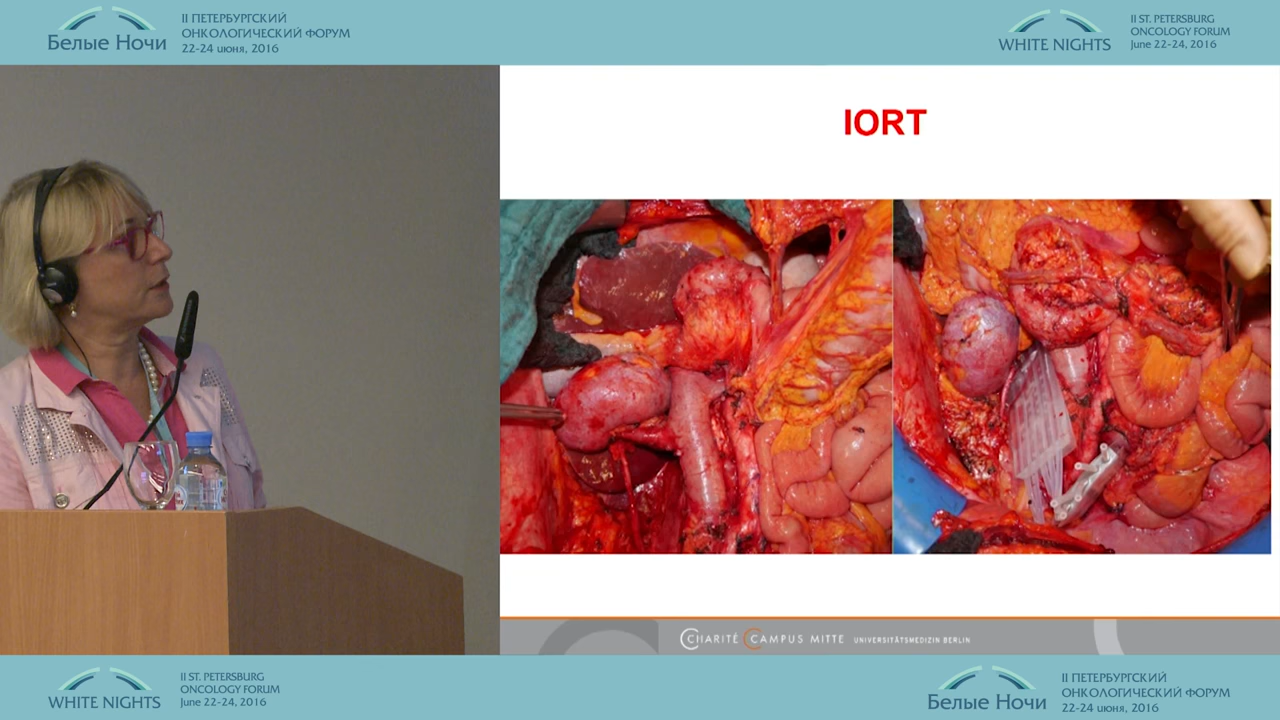 Белые Ночи
II ПЕТЕРБУРГСКИЙ
ОНКОЛОГИЧЕСКИЙ ФОРУМ
22-24 июня, 2016
WHITE NIGHTS
II ST. PETERSBURG
ONCOLOGY FORUM
June 22-24, 2016
IORT
CHARITÉ CAMPUS MITTE UNIVERSITÄTSMEDIZIN BERLIN
WHITE NIGHTS
II ST. PETERSBURG
ONCOLOGY FORUM
June 22-24, 2016
Белые Ночи
II ПЕТЕРБУРГСКИЙ
ОНКОЛОГИЧЕСКИЙ ФОРУМ
22-24 июня, 2016